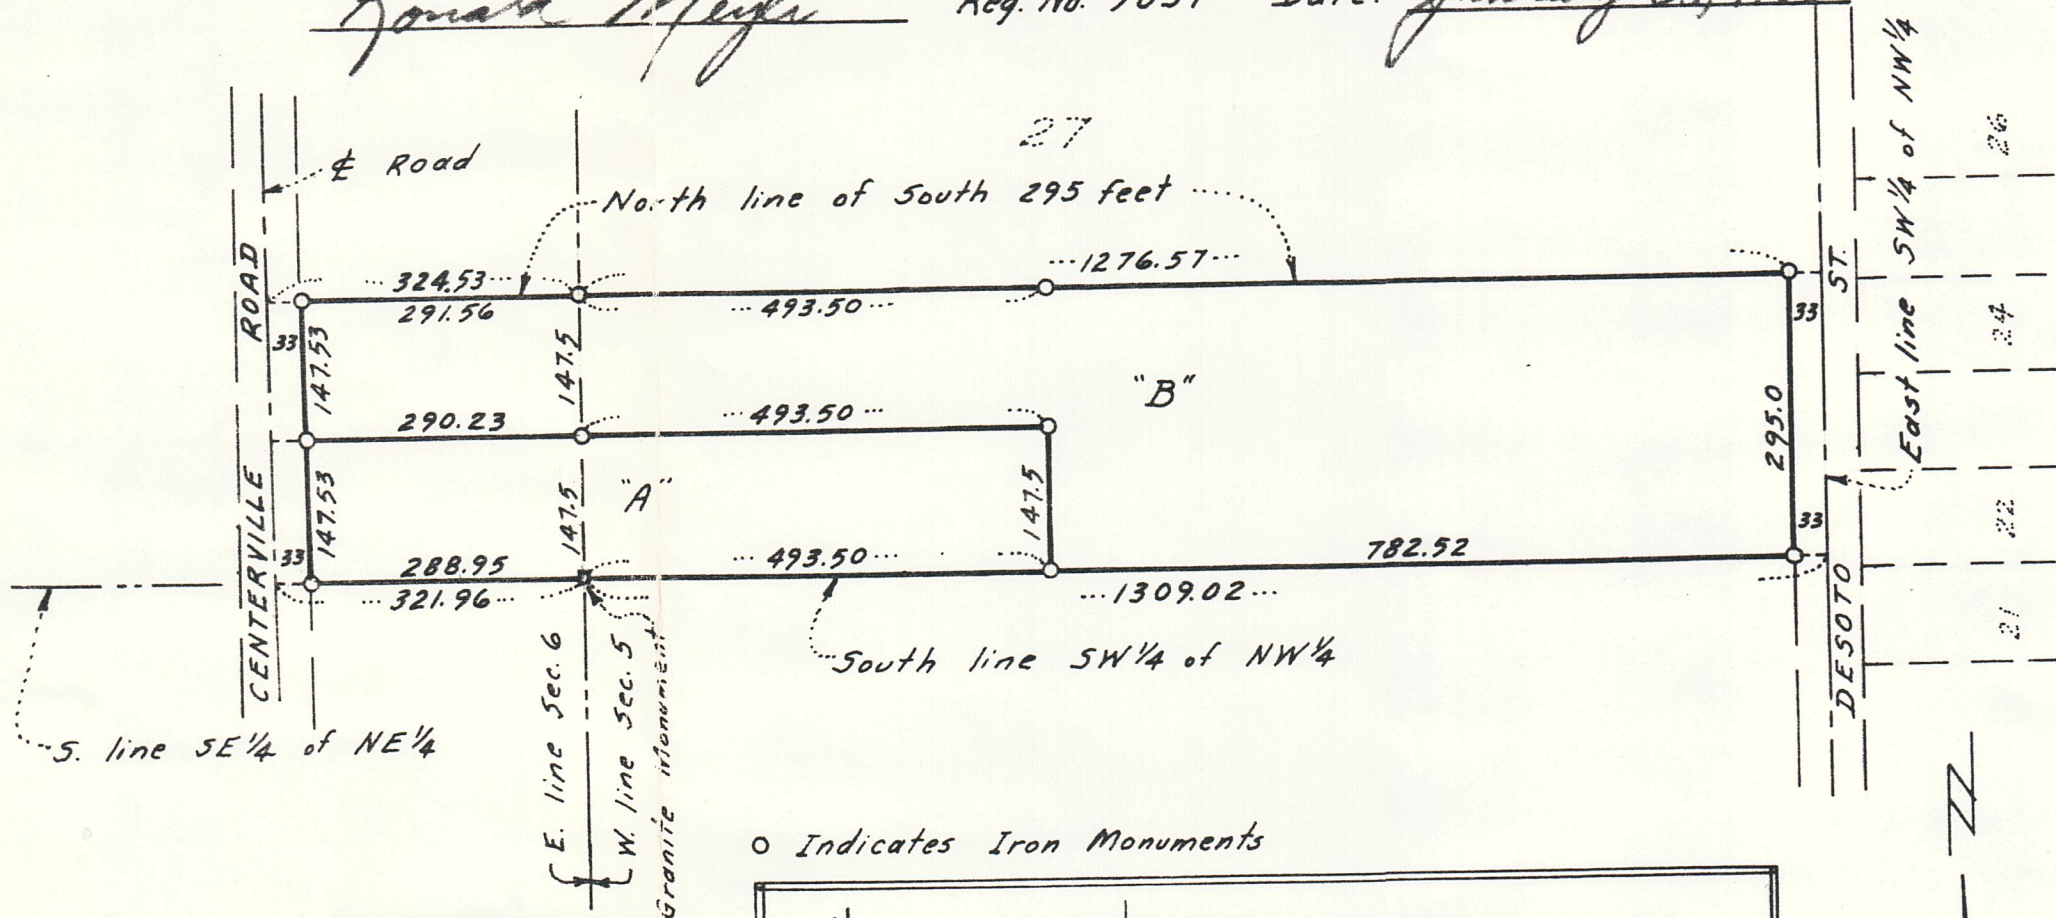 Ronald Meyer
Reg. No.
Date:
27
℄ Road
North line of South 295 feet
1276.57
324.53
291.56
493.50
33
147.53
147.5
33
295.0
"B"
290.23
493.50
"A"
33
147.53
147.5
147.5
33
288.95
493.50
782.52
321.96
1309.02
CENTERVILLE ROAD
DESOTO ST.
East line SW¼ of NW¼
26
24
22
21
South line SW¼ of NW¼
S. line SE¼ of NE¼
E. line Sec. 6
W. line Sec. 5
Granite Monument
N
o Indicates Iron Monuments